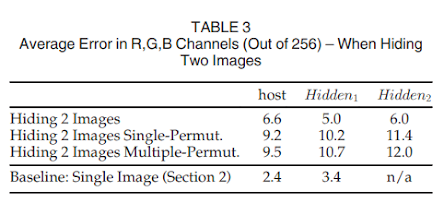 TABLE 3
Average Error in R,G,B Channels (Out of 256) – When Hiding
Two Images
host Hidden₁ Hidden₂
Hiding 2 Images 6.6 5.0 6.0
Hiding 2 Images Single-Permut. 9.2 10.2 11.4
Hiding 2 Images Multiple-Permut. 9.5 10.7 12.0
Baseline: Single Image (Section 2) 2.4 3.4 n/a